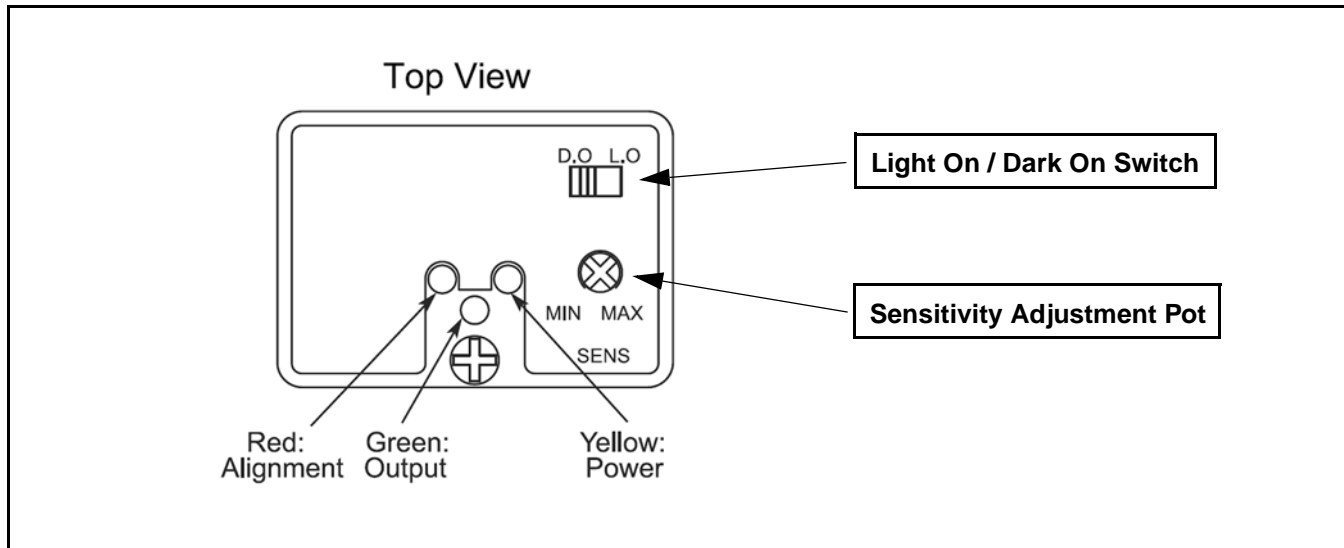 Top View
D.O L.O
Light On / Dark On Switch
MIN MAX
Sensitivity Adjustment Pot
SENS
Red:
Alignment
Green:
Output
Yellow:
Power